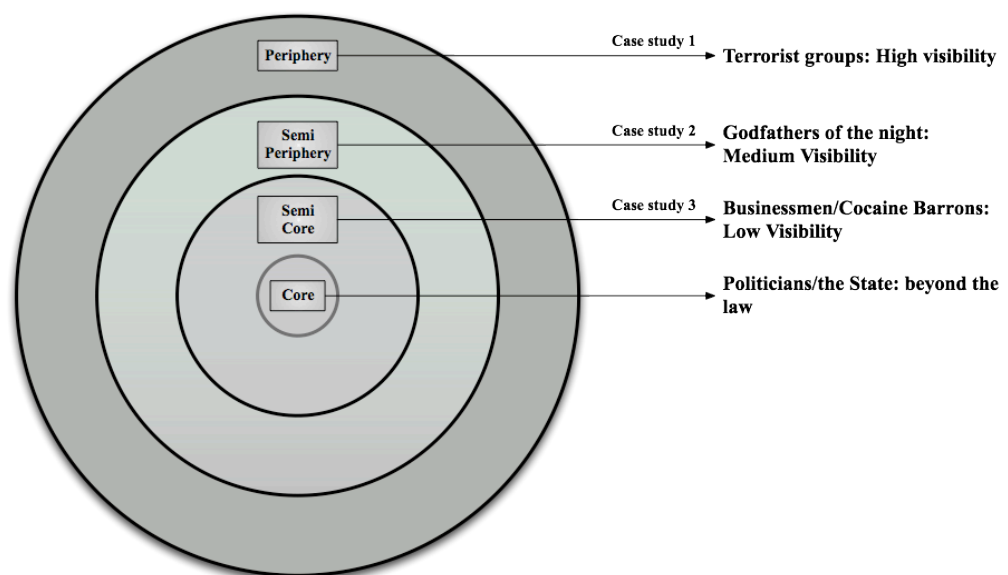 Periphery
Case study 1
Terrorist groups: High visibility
Semi
Periphery
Case study 2
Godfathers of the night:
Medium Visibility
Semi
Core
Case study 3
Businessmen/Cocaine Barrons:
Low Visibility
Core
Politicians/the State: beyond the
law